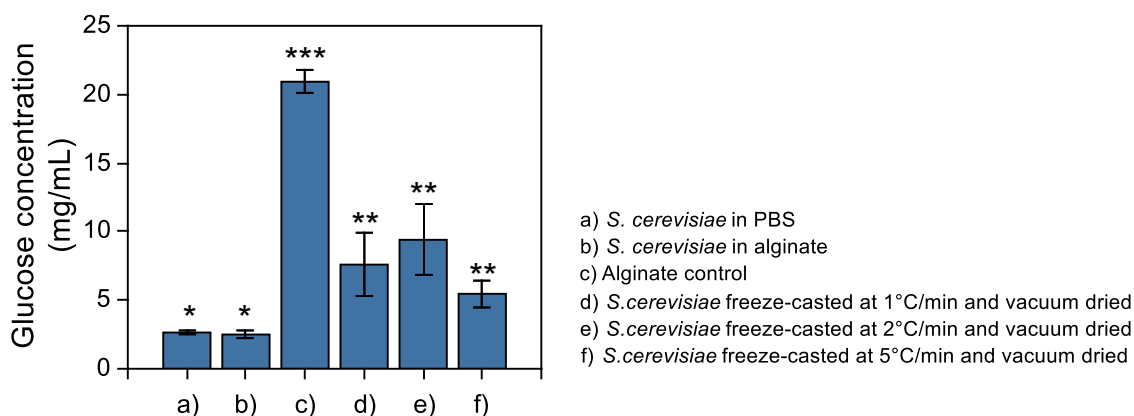 Glucose concentration
(mg/mL)
25
20
15
10
5
0
*
*
***
**
**
**
a)
b)
c)
d)
e)
f)
a) S. cerevisiae in PBS
b) S. cerevisiae in alginate
c) Alginate control
d) S.cerevisiae freeze-casted at 1°C/min and vacuum dried
e) S.cerevisiae freeze-casted at 2°C/min and vacuum dried
f) S.cerevisiae freeze-casted at 5°C/min and vacuum dried